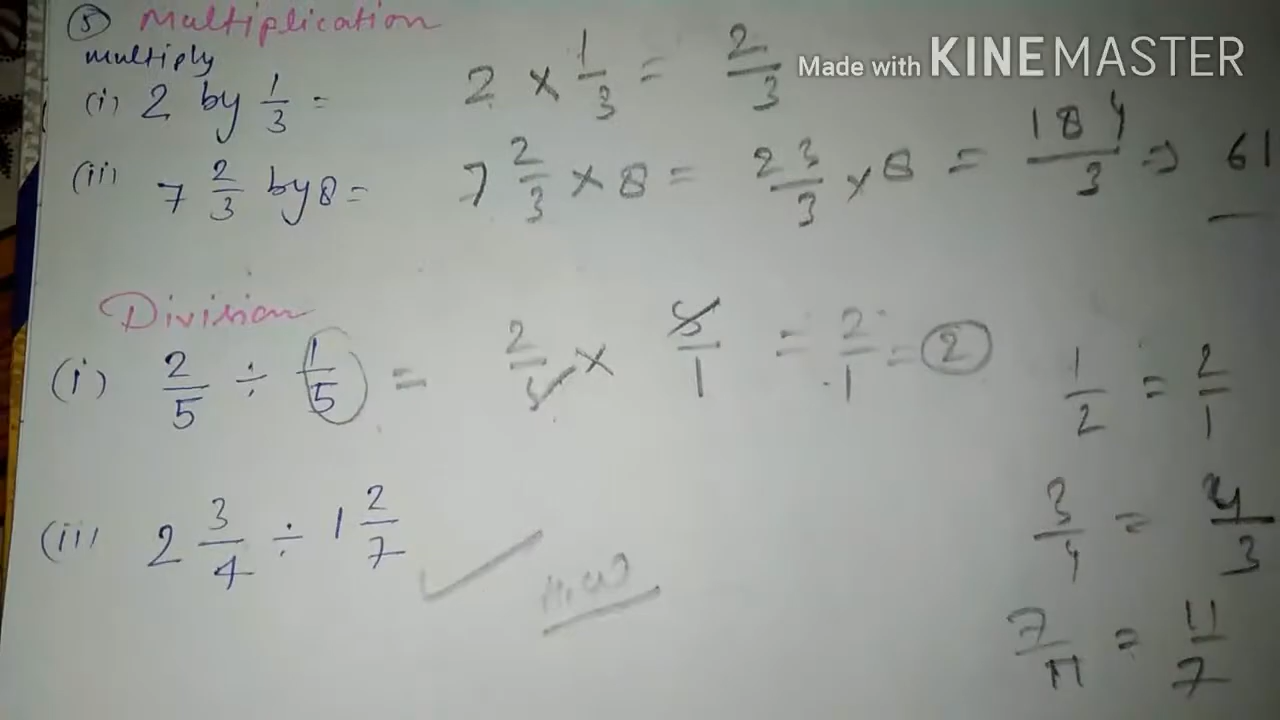 ⑤ Multiplication
multiply
(i) 2 by 1/3 = 2 × 1/3 = 2/3
Made with KINEMASTER
(ii) 7 2/3 by 8 = 7 2/3 × 8 = 23/3 × 8 = 184/3 ⇒ 61
Division
(i) 2/5 ÷ 1/5 = 2/5 × 5/1 = 2/1 = 2
1/2 = 2/1
(ii) 2 3/4 ÷ 1 2/7
H.W
3/4 = 4/3
7/11 = 11/7